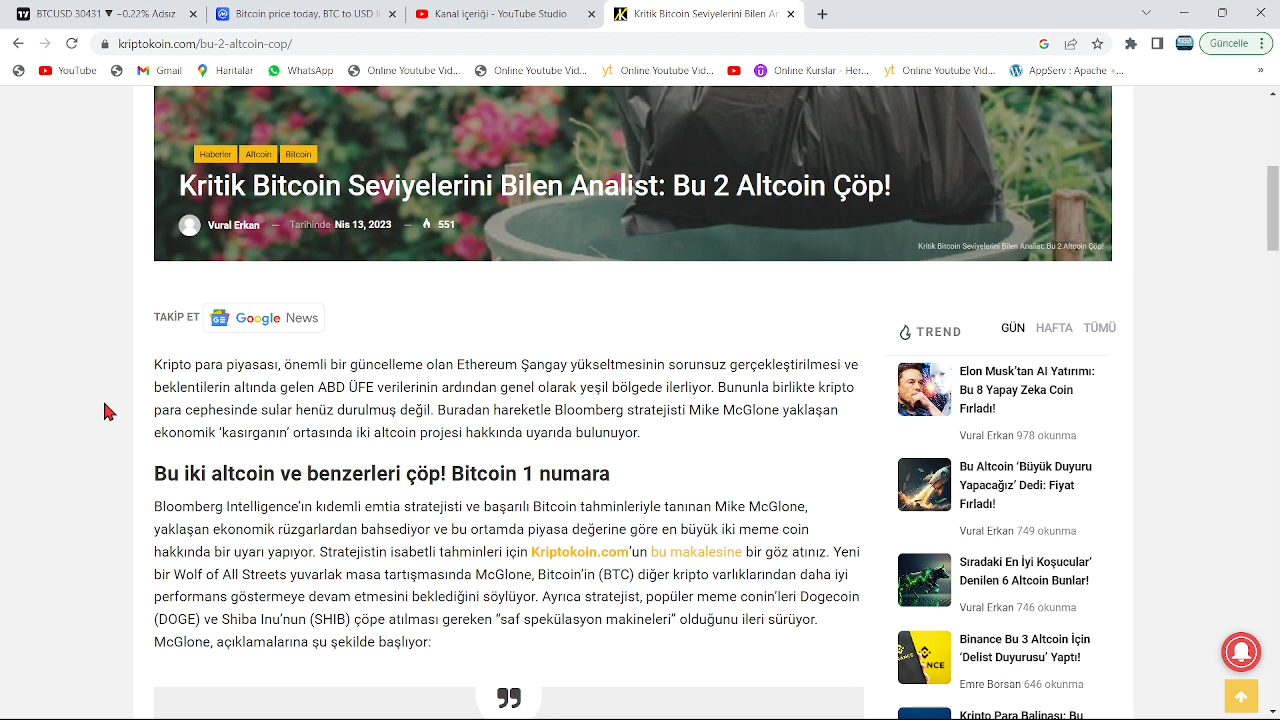 BTCUSD 30431 ▼ −0.22%
Bitcoin price today, BTC to USD li
Kanal içeriği - YouTube
Kritik Bitcoin Seviyelerini Bilen An
kriptokoin.com/bu-2-altcoin-cop/
Güncelle
YouTube
Gmail
Haritalar
WhatsApp
Online Youtube Vid...
Online Youtube Vid...
Online Youtube Vid...
Online Kurslar - Her...
Online Youtube Vid...
AppServ : Apache +...
»
Haberler
Altcoin
Bitcoin
Kritik Bitcoin Seviyelerini Bilen Analist: Bu 2 Altcoin Çöp!
Vural Erkan — Tarihinde Nis 13, 2023 — 551
Kritik Bitcoin Seviyelerini Bilen Analist: Bu 2 Altcoin Çöp!
TAKİP ET Google News
Kripto para piyasası, önemli bir güncelleme olan Ethereum Şangay yükseltmesinin sorunsuz gerçekleştirilmesi ve
beklentilerin altında gelen ABD ÜFE verilerinin ardından genel olarak yeşil bölgede ilerliyor. Bununla birlikte kripto
para cephesinde sular henüz durulmuş değil. Buradan hareketle Bloomberg stratejisti Mike McGlone yaklaşan
ekonomik ‘kasırganın’ ortasında iki altcoin projesi hakkında uyarıda bulunuyor.
Bu iki altcoin ve benzerleri çöp! Bitcoin 1 numara
Bloomberg Intelligence’ın kıdemli emtia stratejisti ve başarılı Bitcoin tahminleriyle tanınan Mike McGlone,
yaklaşan ekonomik rüzgarlardan bahsediyor ve bu ortamda piyasa değerine göre en büyük iki meme coin
hakkında bir uyarı yapıyor. Stratejistin isabetli tahminleri için Kriptokoin.com’un bu makalesine bir göz atınız. Yeni
bir Wolf of All Streets yuvarlak masa tartışmasında McGlone, Bitcoin’in (BTC) diğer kripto varlıklarından daha iyi
performans göstermeye devam etmesini beklediğini söylüyor. Ayrıca stratejist, popüler meme conin’leri Dogecoin
(DOGE) ve Shiba Inu’nun (SHIB) uzak durulması gereken “saf spekülasyon makineleri” olduğunu ileri sürüyor.
McGlone, açıklamalarına şu şekilde başlıyor:
TREND
GÜN HAFTA TÜMÜ
Elon Musk’tan AI Yatırımı:
Bu 8 Yapay Zeka Coin
Fırladı!
Vural Erkan 978 okunma
Bu Altcoin ‘Büyük Duyuru
Yapacağız’ Dedi: Fiyat
Fırladı!
Vural Erkan 749 okunma
Sıradaki En İyi Koşucular’
Denilen 6 Altcoin Bunlar!
Vural Erkan 746 okunma
Binance Bu 3 Altcoin İçin
‘Delist Duyurusu’ Yaptı!
Emre Borsan 646 okunma
Kripto Para Balinası: Bu